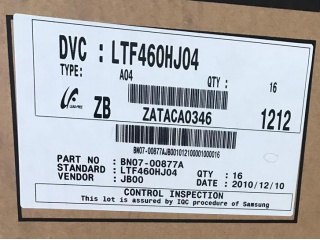 DVC : LTF460HJ04
TYPE: A04 QTY : 16
ZB ZATACA0346 1212
BN07-00877AJB00101210001000016
PART NO : BN07-00877A
STANDARD : LTF460HJ04 QTY : 16
VENDOR : JB00 DATE : 2010/12/10
CONTROL INSPECTION
This lot is assured by IQC procedure of Samsung